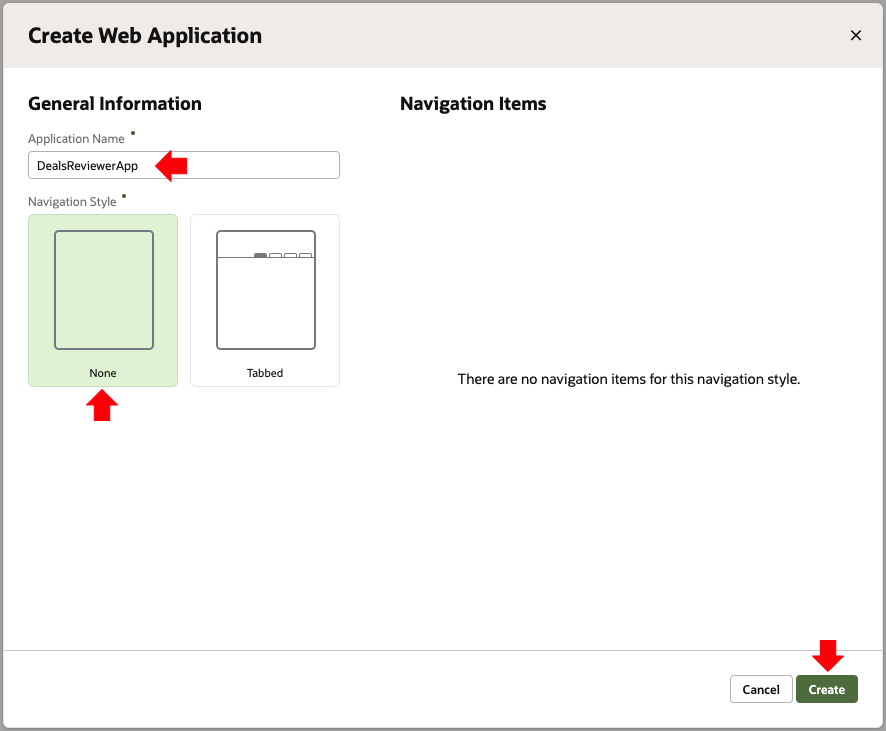 Create Web Application
General Information
Application Name
DealsReviewerApp
Navigation Style
None
Tabbed
Navigation Items
There are no navigation items for this navigation style.
Cancel
Create